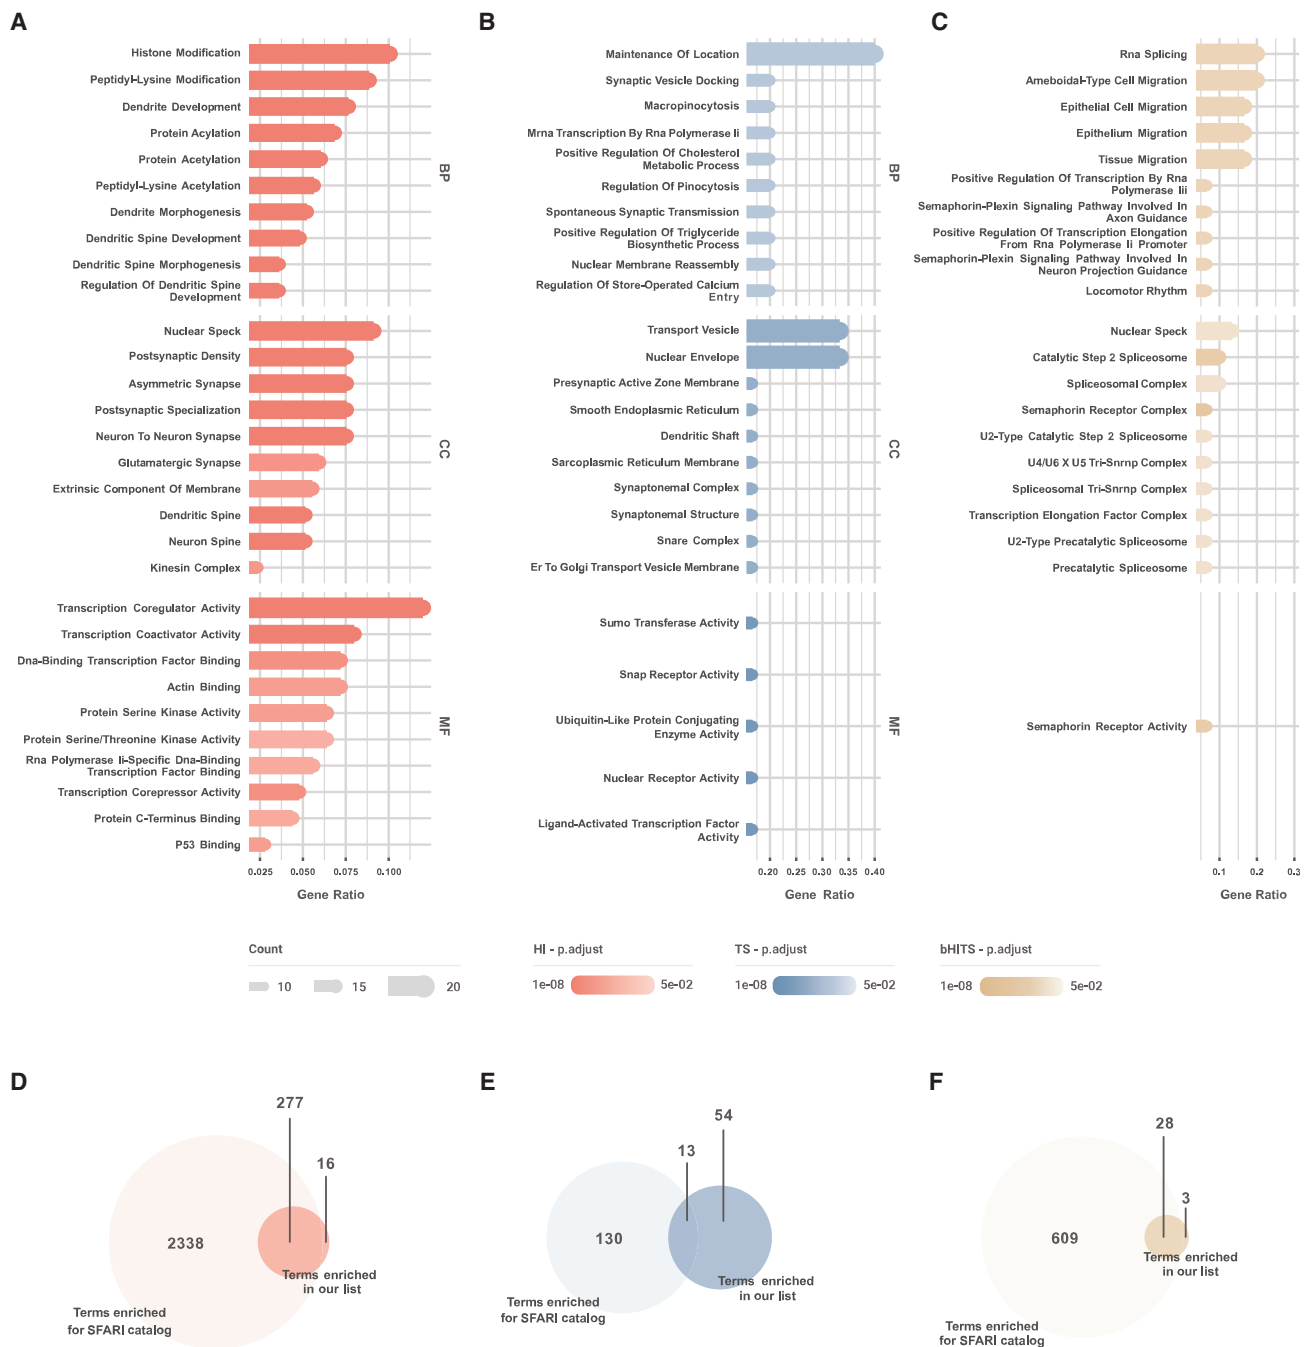 A
Histone Modification
Peptidyl-Lysine Modification
Dendrite Development
Protein Acylation
Protein Acetylation
Peptidyl-Lysine Acetylation
Dendrite Morphogenesis
Dendritic Spine Development
Dendritic Spine Morphogenesis
Regulation Of Dendritic Spine
Development
BP
Nuclear Speck
Postsynaptic Density
Asymmetric Synapse
Postsynaptic Specialization
Neuron To Neuron Synapse
Glutamatergic Synapse
Extrinsic Component Of Membrane
Dendritic Spine
Neuron Spine
Kinesin Complex
CC
Transcription Coregulator Activity
Transcription Coactivator Activity
Dna-Binding Transcription Factor Binding
Actin Binding
Protein Serine Kinase Activity
Protein Serine/Threonine Kinase Activity
Rna Polymerase Ii-Specific Dna-Binding
Transcription Factor Binding
Transcription Corepressor Activity
Protein C-Terminus Binding
P53 Binding
MF
0.025 0.050 0.075 0.100
Gene Ratio
B
Maintenance Of Location
Synaptic Vesicle Docking
Macropinocytosis
Mrna Transcription By Rna Polymerase Ii
Positive Regulation Of Cholesterol
Metabolic Process
Regulation Of Pinocytosis
Spontaneous Synaptic Transmission
Positive Regulation Of Triglyceride
Biosynthetic Process
Nuclear Membrane Reassembly
Regulation Of Store-Operated Calcium
Entry
BP
Transport Vesicle
Nuclear Envelope
Presynaptic Active Zone Membrane
Smooth Endoplasmic Reticulum
Dendritic Shaft
Sarcoplasmic Reticulum Membrane
Synaptonemal Complex
Synaptonemal Structure
Snare Complex
Er To Golgi Transport Vesicle Membrane
CC
Sumo Transferase Activity
Snap Receptor Activity
Ubiquitin-Like Protein Conjugating
Enzyme Activity
Nuclear Receptor Activity
Ligand-Activated Transcription Factor
Activity
MF
0.20 0.25 0.30 0.35 0.40
Gene Ratio
C
Rna Splicing
Ameboidal-Type Cell Migration
Epithelial Cell Migration
Epithelium Migration
Tissue Migration
Positive Regulation Of Transcription By Rna
Polymerase Iii
Semaphorin-Plexin Signaling Pathway Involved In
Axon Guidance
Positive Regulation Of Transcription Elongation
From Rna Polymerase Ii Promoter
Semaphorin-Plexin Signaling Pathway Involved In
Neuron Projection Guidance
Locomotor Rhythm
Nuclear Speck
Catalytic Step 2 Spliceosome
Spliceosomal Complex
Semaphorin Receptor Complex
U2-Type Catalytic Step 2 Spliceosome
U4/U6 X U5 Tri-Snrnp Complex
Spliceosomal Tri-Snrnp Complex
Transcription Elongation Factor Complex
U2-Type Precatalytic Spliceosome
Precatalytic Spliceosome
Semaphorin Receptor Activity
0.1 0.2 0.3
Gene Ratio
Count
10 15 20
HI - p.adjust
1e-08 5e-02
TS - p.adjust
1e-08 5e-02
bHITS - p.adjust
1e-08 5e-02
D
277
16
2338
Terms enriched
in our list
Terms enriched
for SFARI catalog
E
54
13
130
Terms enriched
in our list
Terms enriched
for SFARI catalog
F
28
3
609
Terms enriched
in our list
Terms enriched
for SFARI catalog